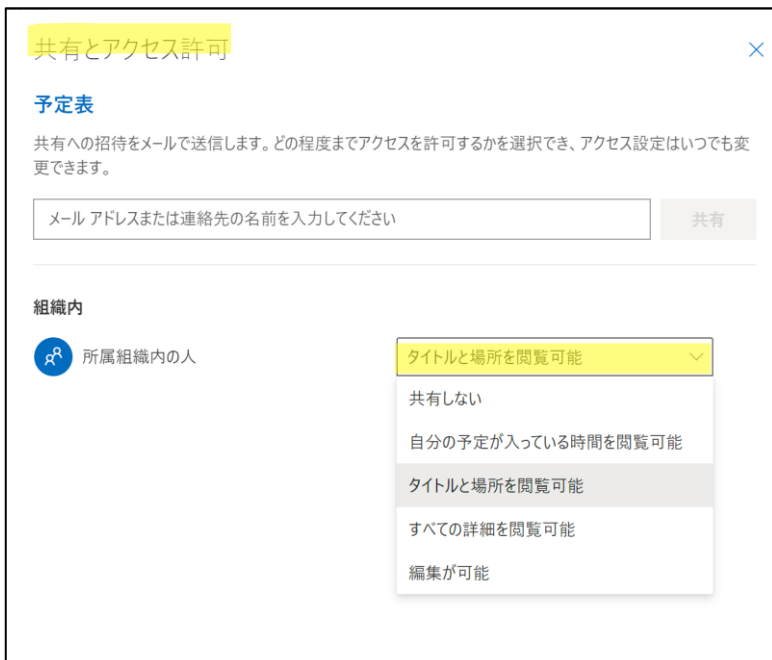 共有とアクセス許可
予定表
共有への招待をメールで送信します。どの程度までアクセスを許可するかを選択でき、アクセス設定はいつでも変
更できます。
メール アドレスまたは連絡先の名前を入力してください
共有
組織内
所属組織内の人
タイトルと場所を閲覧可能
共有しない
自分の予定が入っている時間を閲覧可能
タイトルと場所を閲覧可能
すべての詳細を閲覧可能
編集が可能